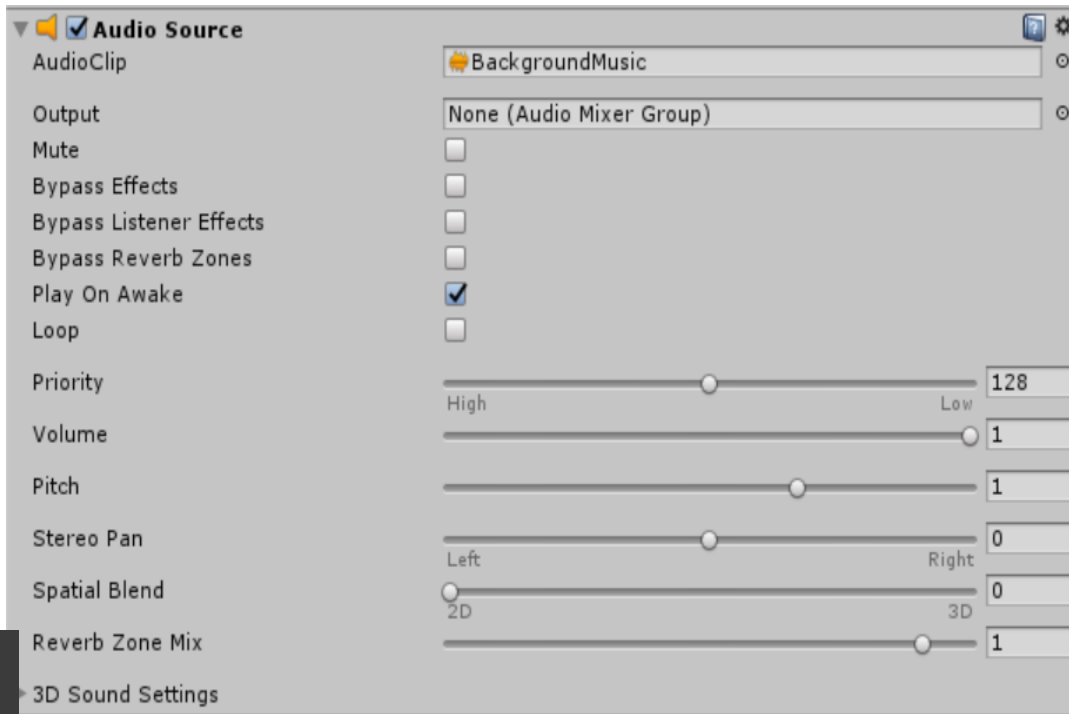 Audio Source
AudioClip BackgroundMusic
Output None (Audio Mixer Group)
Mute
Bypass Effects
Bypass Listener Effects
Bypass Reverb Zones
Play On Awake
Loop
Priority 128
High Low
Volume 1
Pitch 1
Stereo Pan 0
Left Right
Spatial Blend 0
2D 3D
Reverb Zone Mix 1
3D Sound Settings